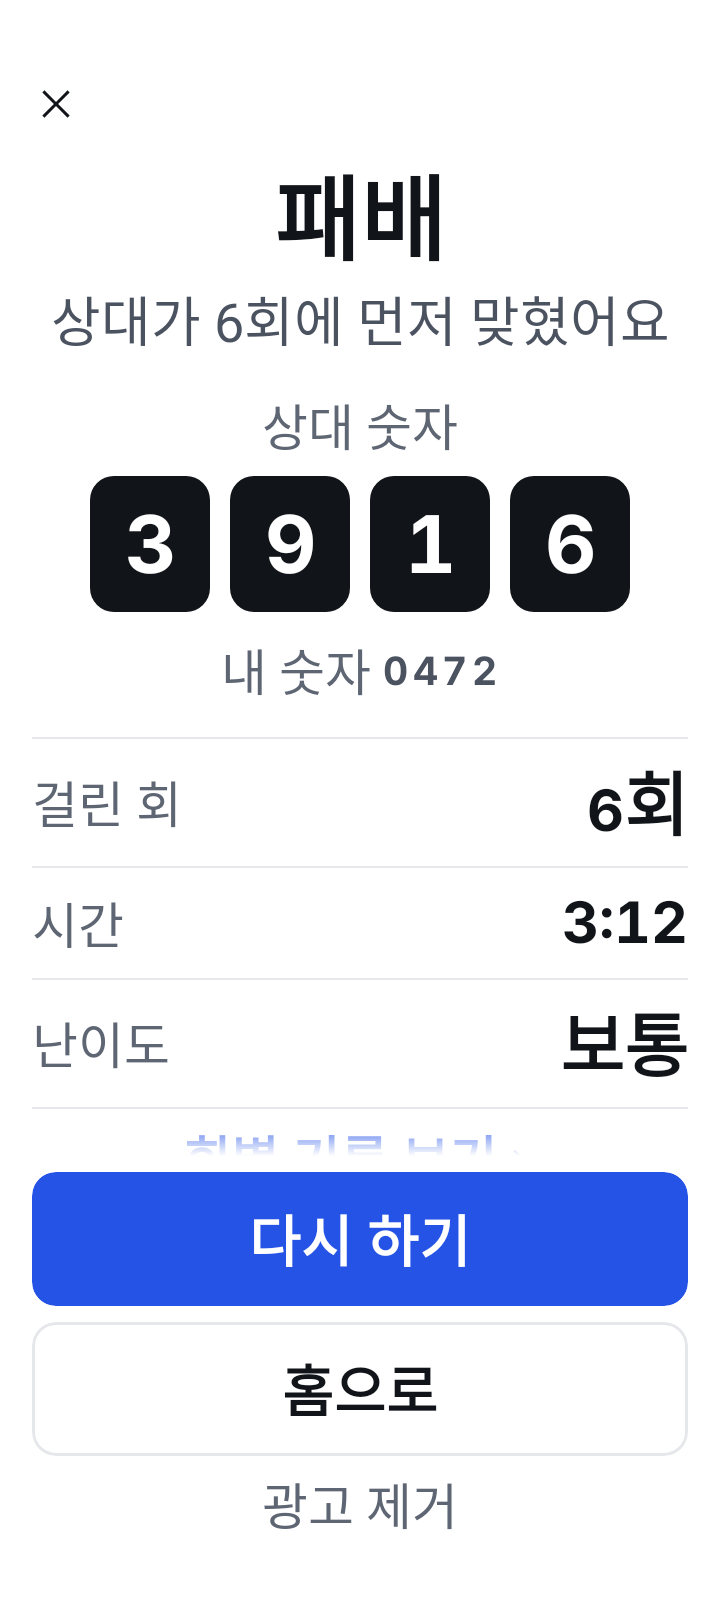 패배
상대가 6회에 먼저 맞혔어요
상대 숫자
3 9 1 6
내 숫자 0472
걸린 회 6회
시간 3:12
난이도 보통
다시 하기
홈으로
광고 제거